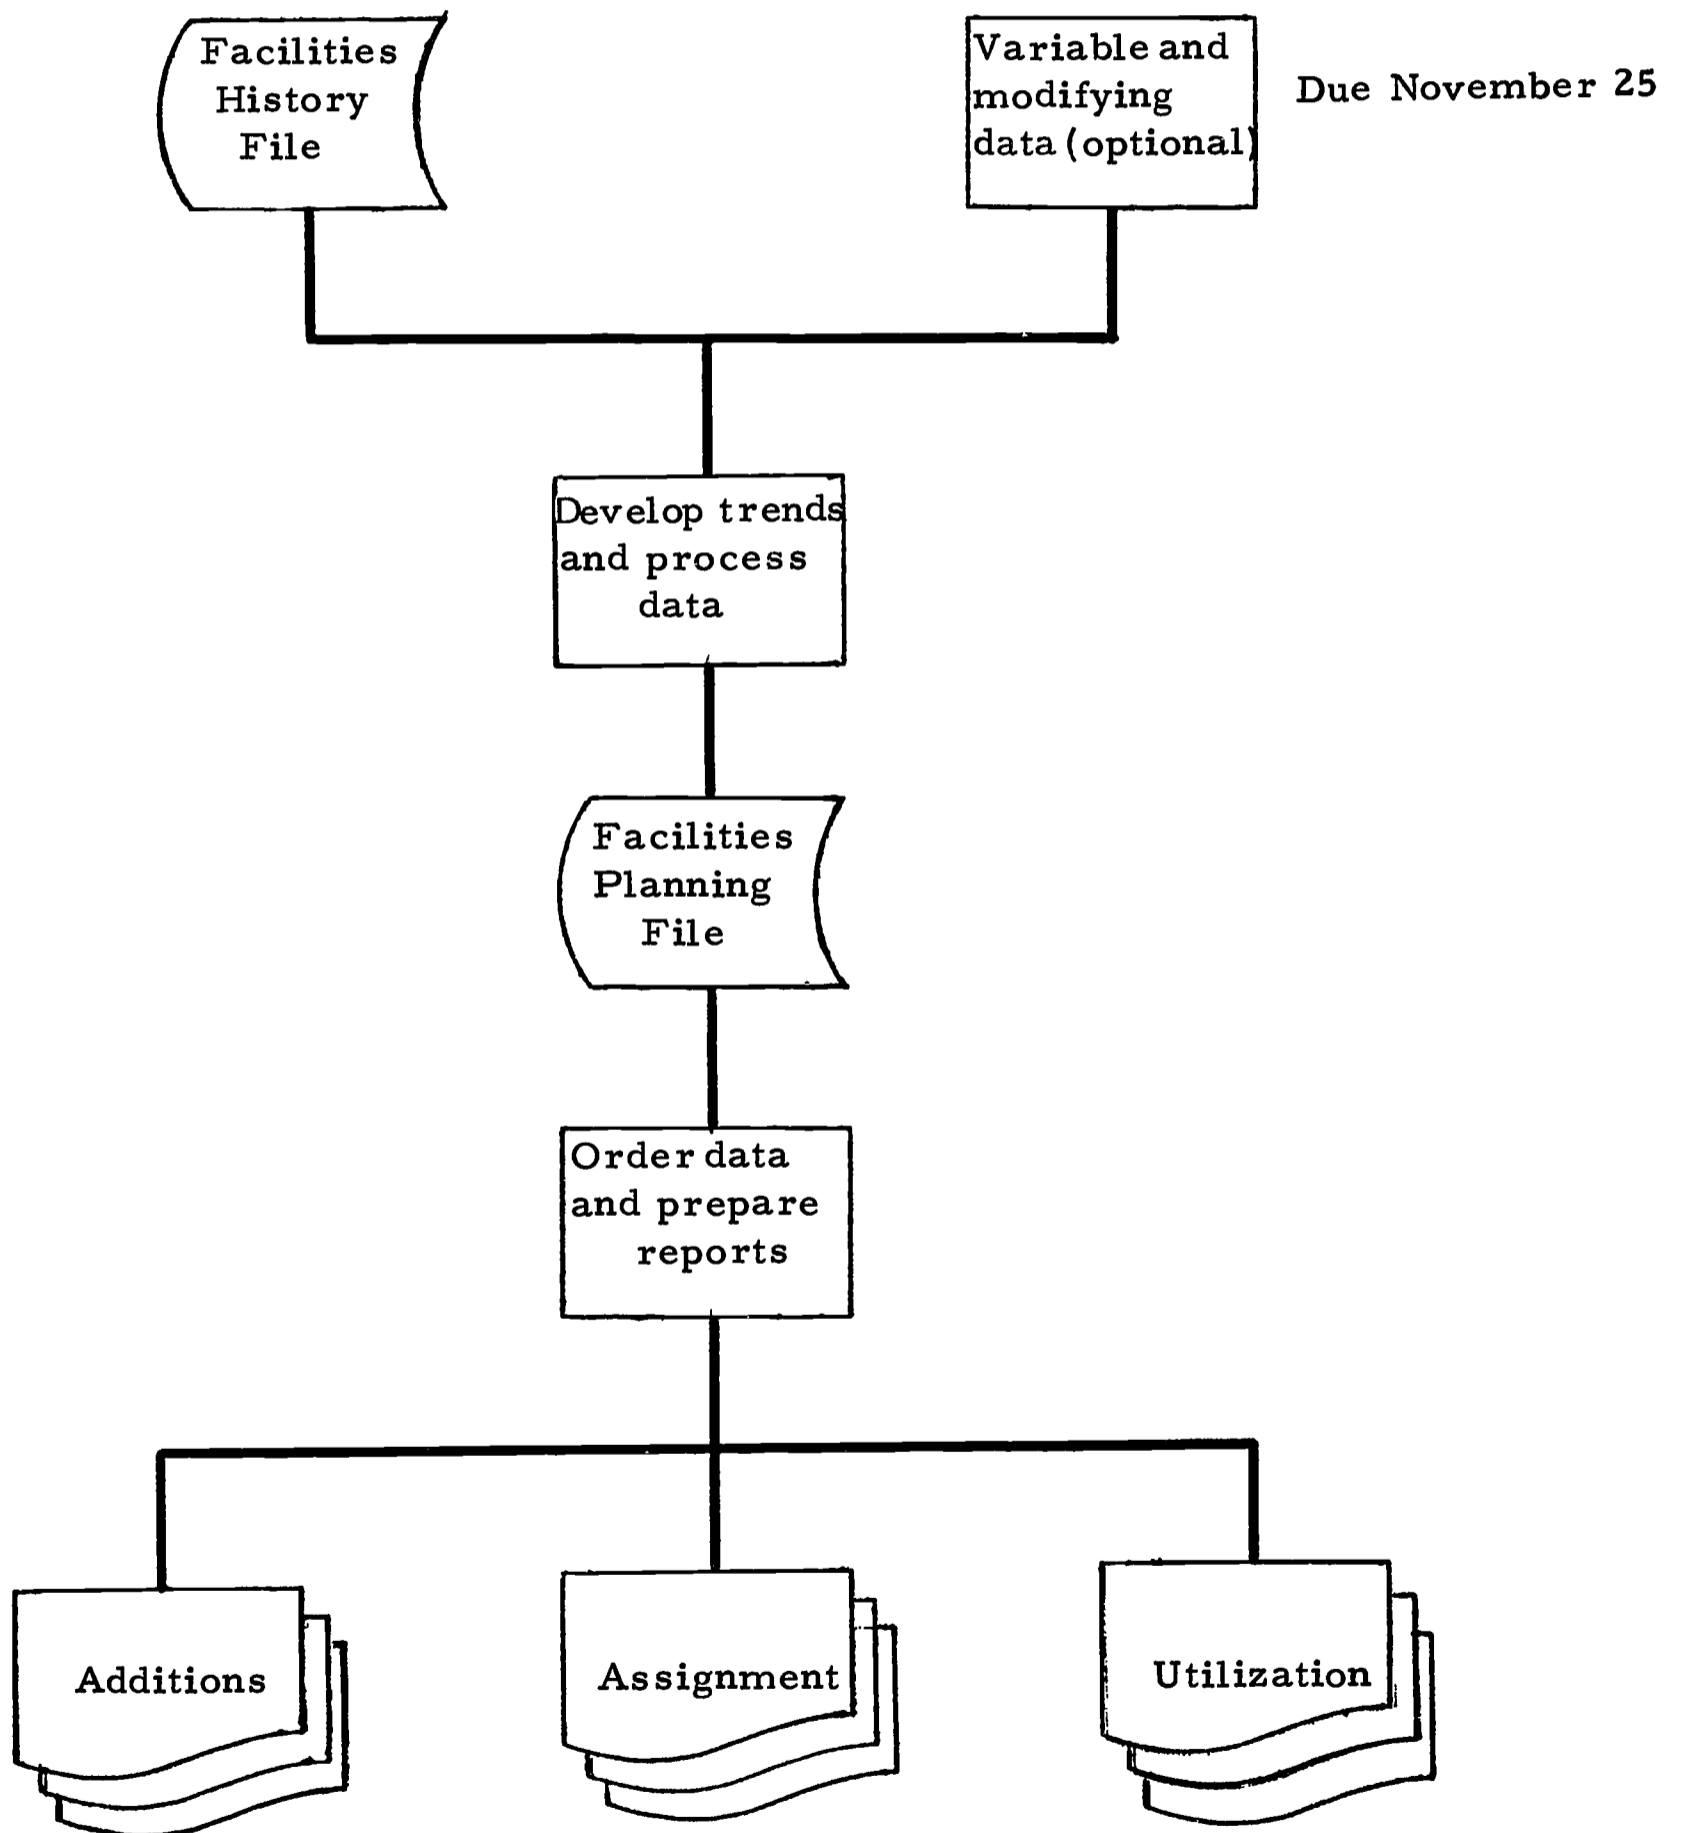 Facilities
History
File
Variable and
modifying
data (optional)
Due November 25
Develop trends
and process
data
Facilities
Planning
File
Order data
and prepare
reports
Additions
Assignment
Utilization